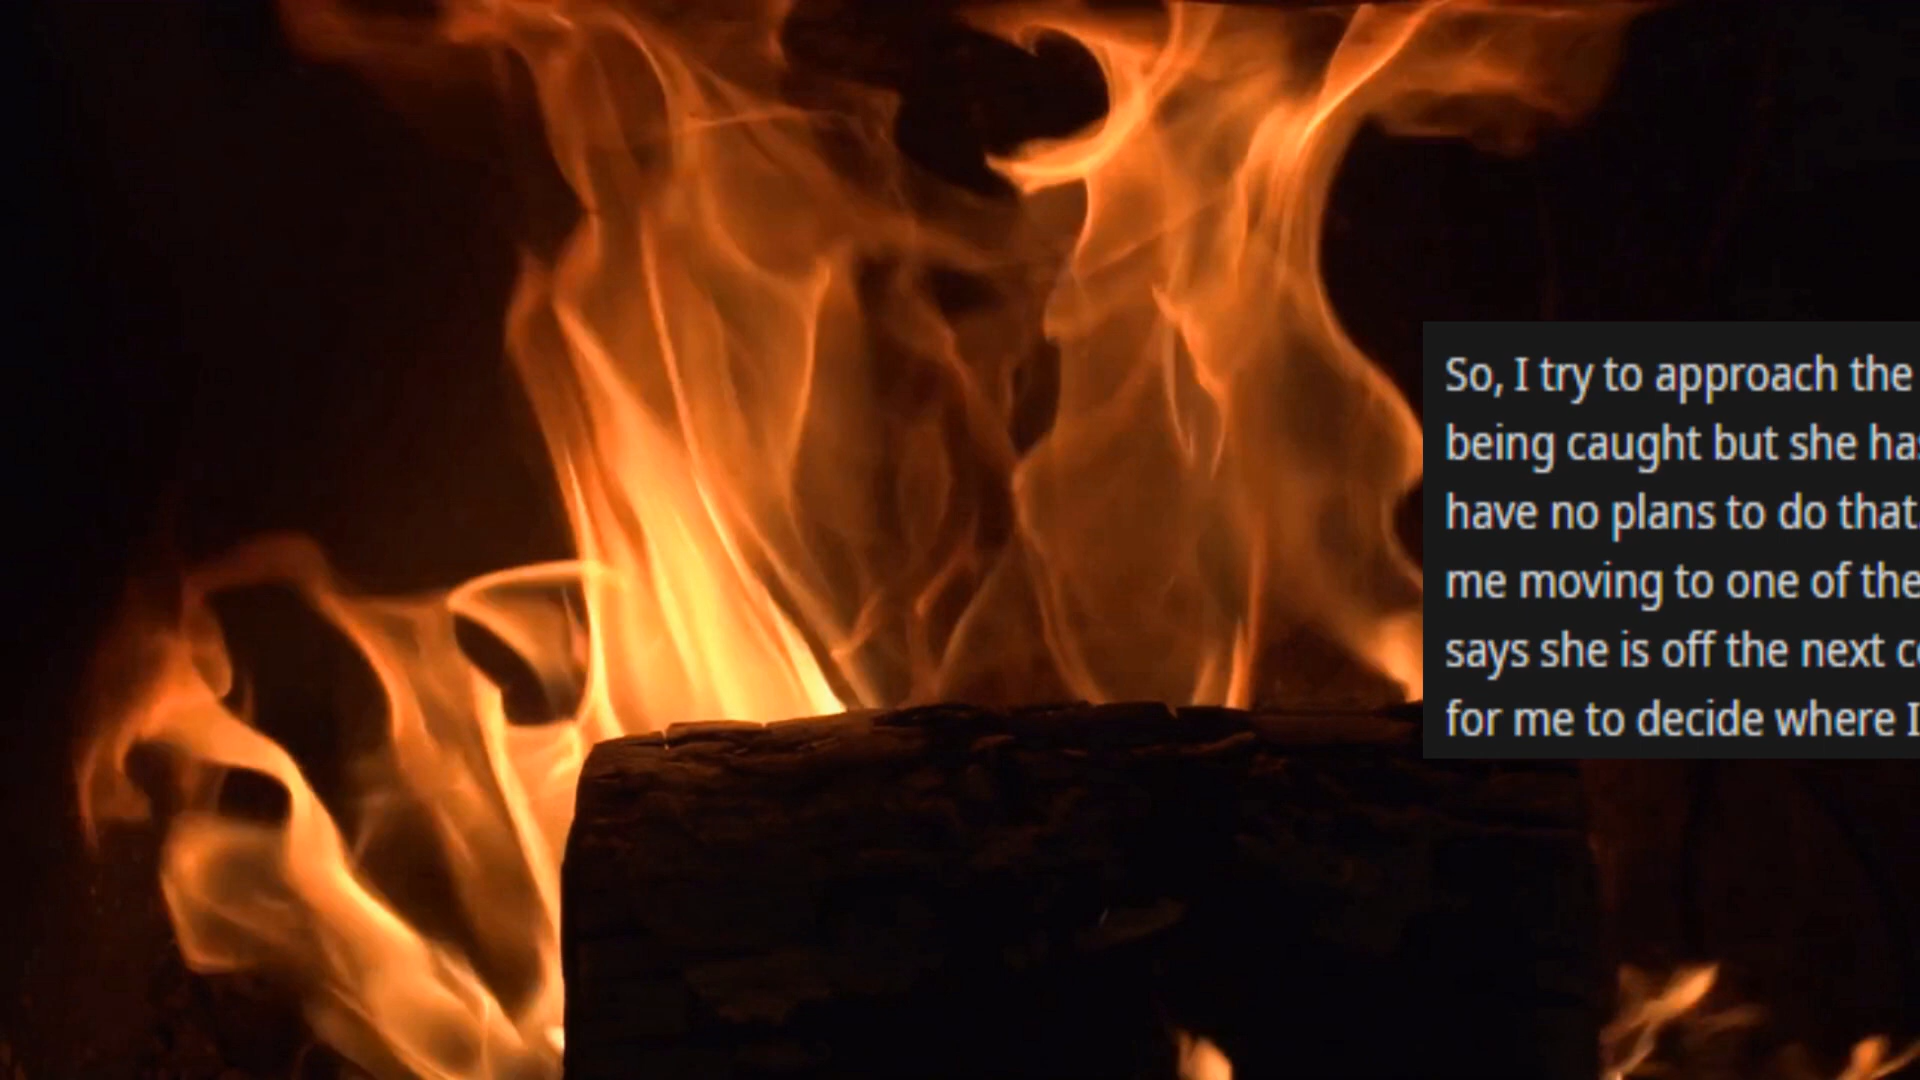 So, I try to approach the
being caught but she has
have no plans to do that.
me moving to one of the
says she is off the next
for me to decide where I